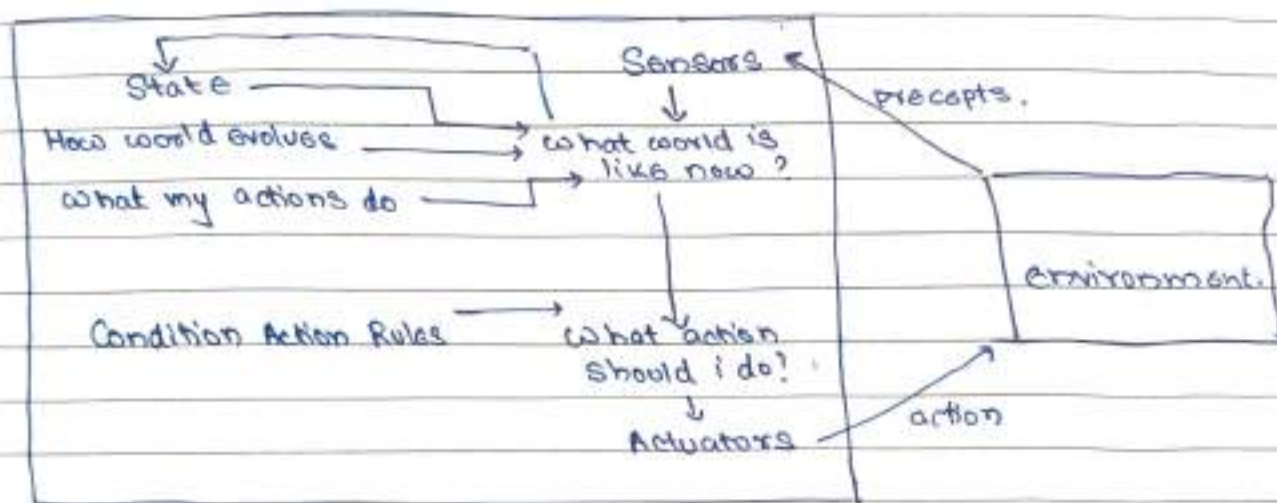 Sensors
precepts.
State
How world evolves
what world is
like now ?
what my actions do
environment.
Condition Action Rules
What action
should i do?
Actuators
action